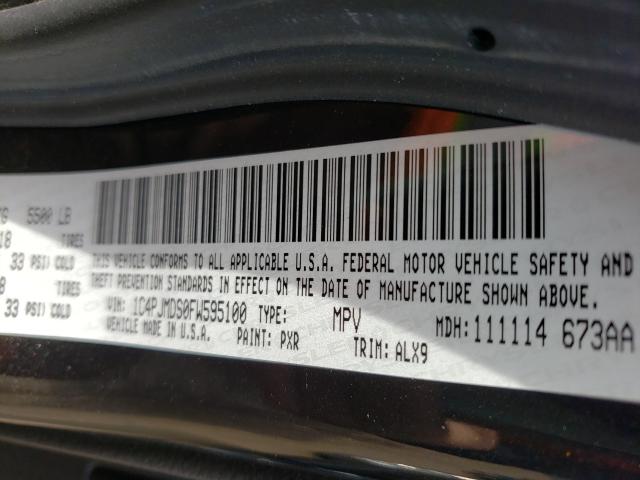 5500 LB
TIRES
33 PSI) COLD
TIRES
33 PSI) COLD
THIS VEHICLE CONFORMS TO ALL APPLICABLE U.S.A. FEDERAL MOTOR VEHICLE SAFETY AND
THEFT PREVENTION STANDARDS IN EFFECT ON THE DATE OF MANUFACTURE SHOWN ABOVE.
VIN: 1C4PJMDS0FW595100 TYPE: MPV MDH: 111114 673AA
VEHICLE MADE IN U.S.A. PAINT: PXR TRIM: ALX9